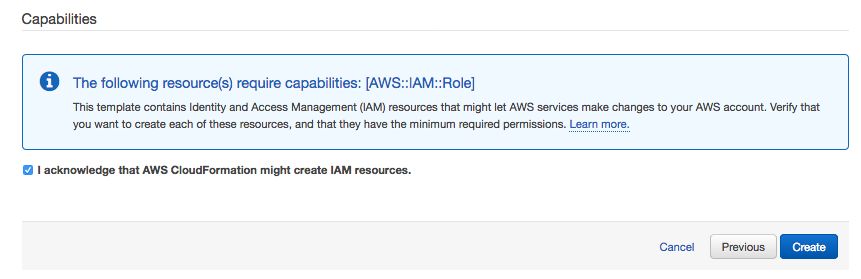 Capabilities
The following resource(s) require capabilities: [AWS::IAM::Role]
This template contains Identity and Access Management (IAM) resources that might let AWS services make changes to your AWS account. Verify that
you want to create each of these resources, and that they have the minimum required permissions. Learn more.
I acknowledge that AWS CloudFormation might create IAM resources.
Cancel Previous Create